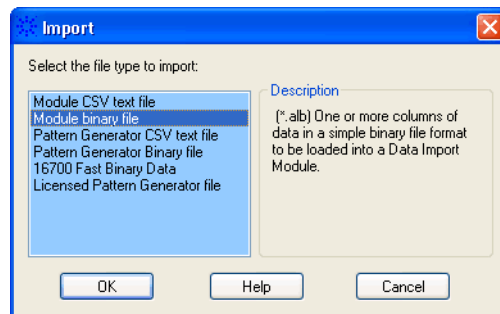 Import
Select the file type to import:
Module CSV text file
Module binary file
Pattern Generator CSV text file
Pattern Generator Binary file
16700 Fast Binary Data
Licensed Pattern Generator file
Description
(*.alb) One or more columns of
data in a simple binary file format
to be loaded into a Data Import
Module.
OK
Help
Cancel